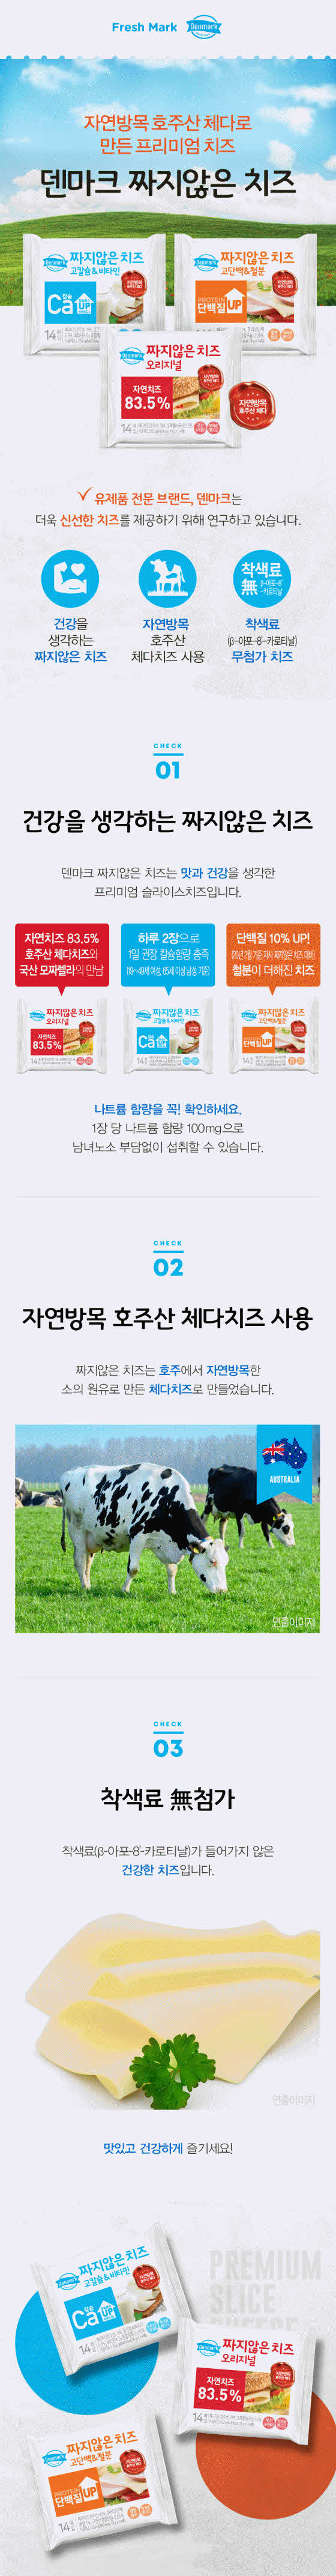 Fresh Mark Denmark
자연방목 호주산 체다로
만든 프리미엄 치즈
덴마크 짜지않은 치즈
Denmark 짜지않은 치즈
고칼슘&비타민
칼슘
Ca UP
14
Denmark 짜지않은 치즈
고단백&철분
PROTEIN
단백질 UP
14
Denmark 짜지않은 치즈
오리지널
자연치즈
83.5%
14
자연방목
호주산 체다
유제품 전문 브랜드, 덴마크는
더욱 신선한 치즈를 제공하기 위해 연구하고 있습니다.
착색료
無 β-아포-8'
-카로티날
건강을
생각하는
짜지않은 치즈
자연방목
호주산
체다치즈 사용
착색료
(β-아포-8'-카로티날)
무첨가 치즈
CHECK
01
건강을 생각하는 짜지않은 치즈
덴마크 짜지않은 치즈는 맛과 건강을 생각한
프리미엄 슬라이스치즈입니다.
자연치즈 83.5%
호주산 체다치즈와
국산 모짜렐라의 만남
하루 2장으로
1일 권장 칼슘함량 충족
(19~49세 여성, 65세 이상 남성 기준)
단백질 10% UP!
철분이 더해진 치즈
짜지않은 치즈
오리지널
자연치즈
83.5%
14
짜지않은 치즈
고칼슘&비타민
Ca UP
14
짜지않은 치즈
고단백&철분
단백질 UP
14
나트륨 함량을 꼭! 확인하세요.
1장 당 나트륨 함량 100mg으로
남녀노소 부담없이 섭취할 수 있습니다.
CHECK
02
자연방목 호주산 체다치즈 사용
짜지않은 치즈는 호주에서 자연방목한
소의 원유로 만든 체다치즈로 만들었습니다.
AUSTRALIA
연출이미지
CHECK
03
착색료 無첨가
착색료(β-아포-8'-카로티날)가 들어가지 않은
건강한 치즈입니다.
연출이미지
맛있고 건강하게 즐기세요!
PREMIUM
SLICE
Denmark 짜지않은 치즈
고칼슘&비타민
칼슘
Ca UP
14
Denmark 짜지않은 치즈
오리지널
자연치즈
83.5%
14
Denmark 짜지않은 치즈
고단백&철분
PROTEIN
단백질 UP
14